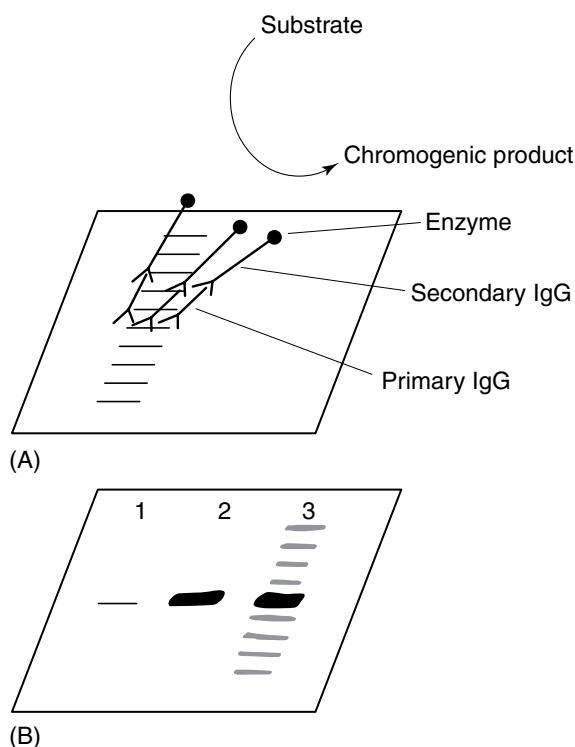 Substrate
Chromogenic product
Enzyme
Secondary IgG
Primary IgG
(A)
1 2 3
(B)